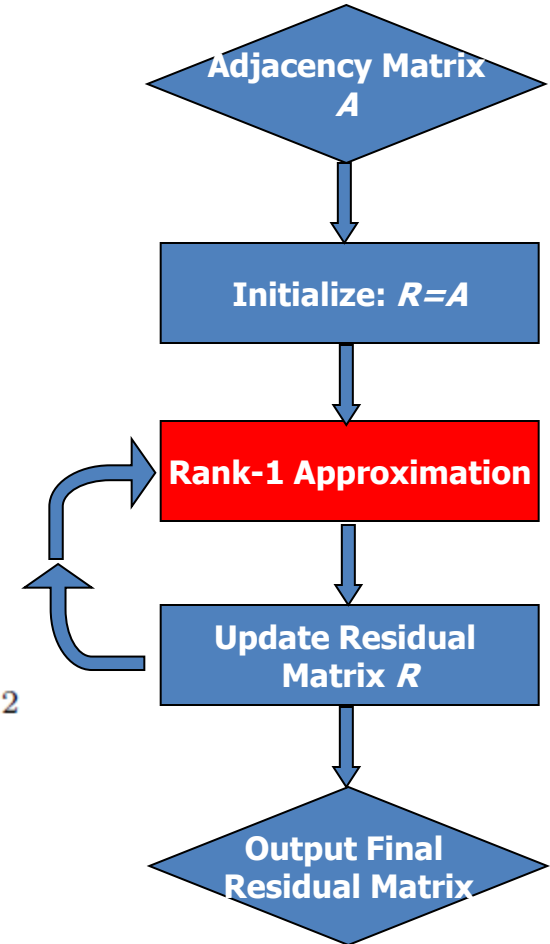 Adjacency Matrix
A
Initialize: R=A
Rank-1 Approximation
Update Residual
Matrix R
2
Output Final
Residual Matrix